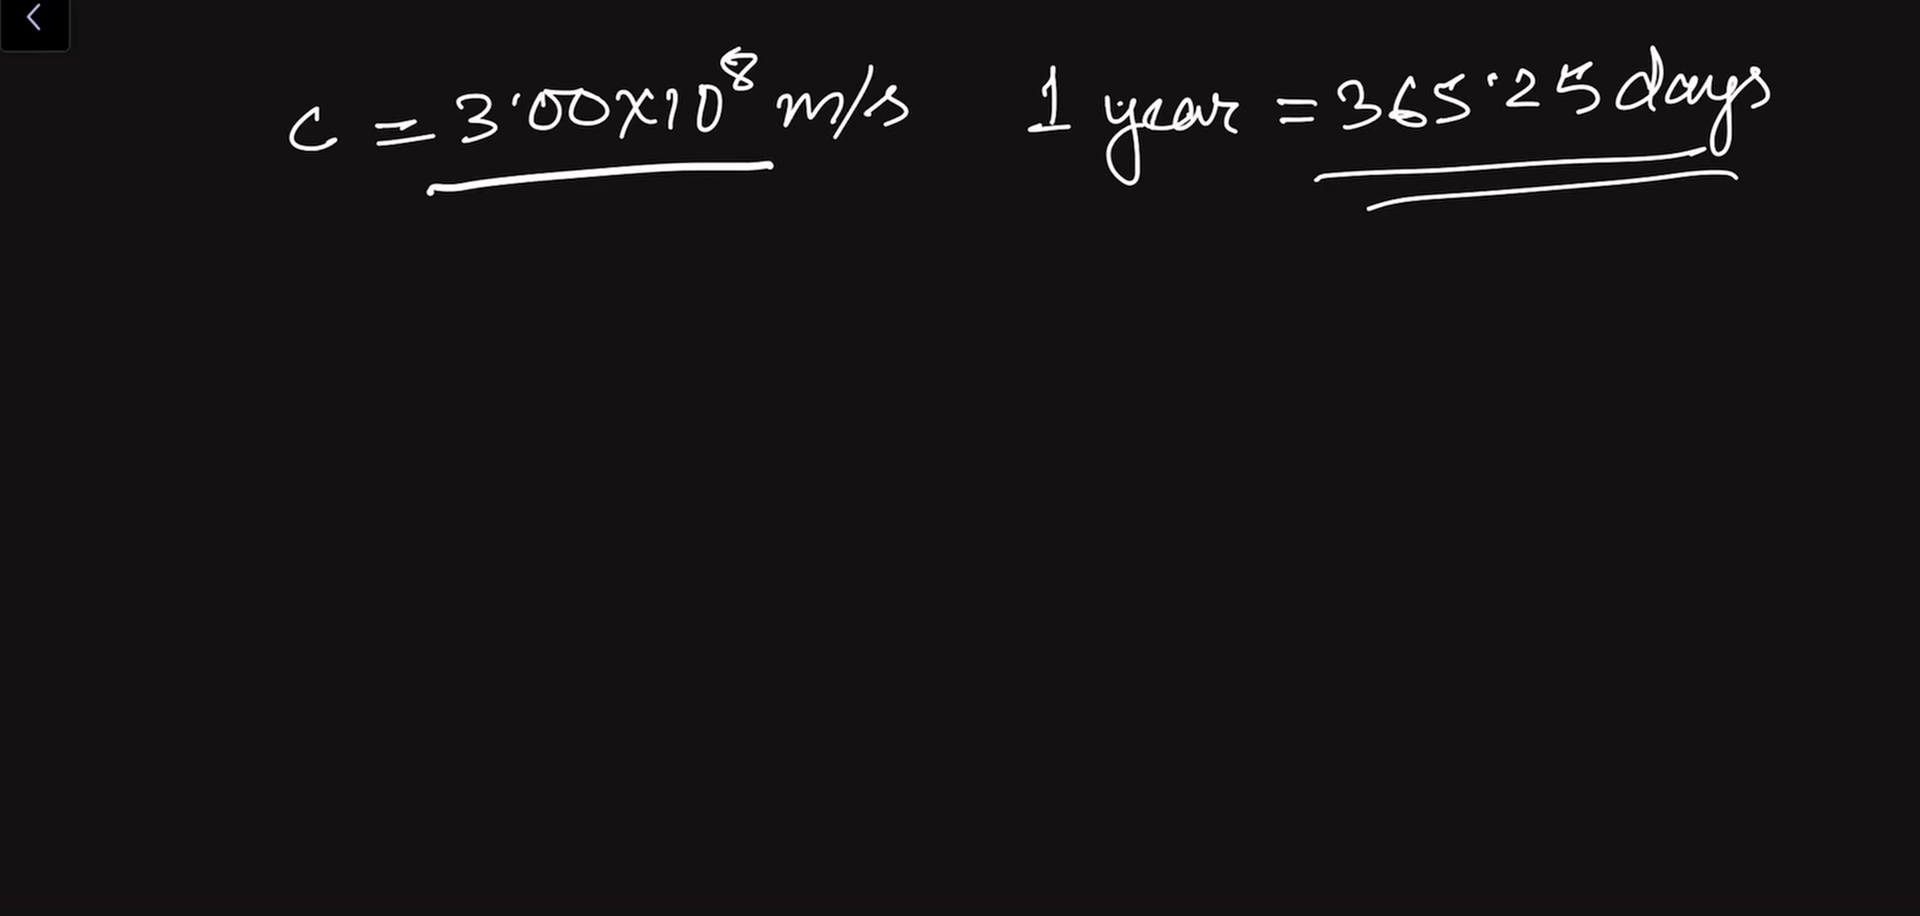 c = 3.00×10⁸ m/s 1 year = 365.25 days